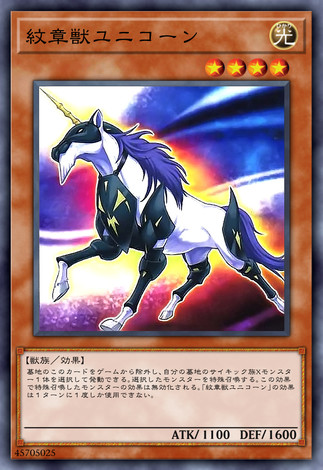 紋章獣ユニコーン
光
【獣族／効果】
墓地のこのカードをゲームから除外し、自分の墓地のサイキック族Xモンスタ
ー１体を選択して発動できる。選択したモンスターを特殊召喚する。この効果
で特殊召喚したモンスターの効果は無効化される。「紋章獣ユニコーン」の効果
は１ターンに１度しか使用できない。
ATK/ 1100 DEF/1600
45705025